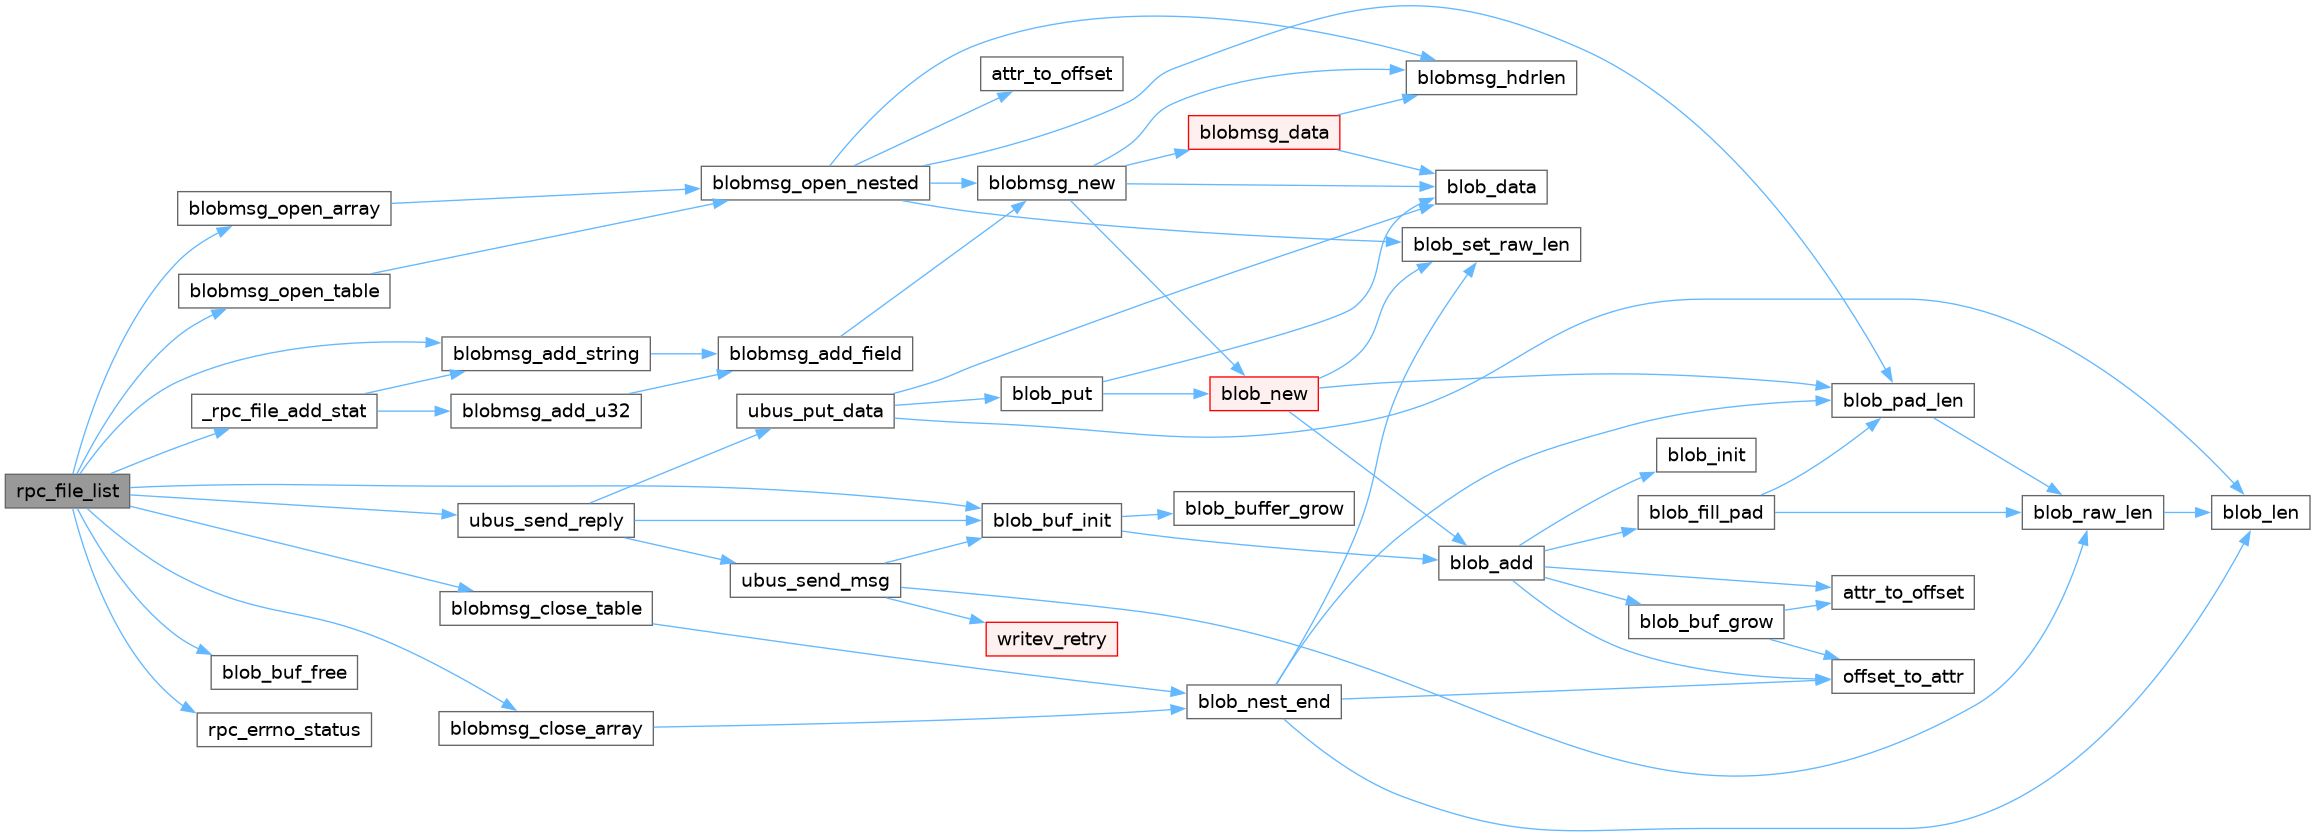 rpc_file_list
blobmsg_open_array
blobmsg_open_table
_rpc_file_add_stat
blob_buf_free
rpc_errno_status
blobmsg_add_string
blobmsg_add_u32
ubus_send_reply
blobmsg_close_table
blobmsg_close_array
blobmsg_open_nested
blobmsg_add_field
ubus_put_data
ubus_send_msg
attr_to_offset
blobmsg_new
blob_put
blob_buf_init
writev_retry
blobmsg_data
blob_new
blob_buffer_grow
blob_nest_end
blobmsg_hdrlen
blob_data
blob_set_raw_len
blob_add
blob_init
blob_fill_pad
blob_buf_grow
blob_pad_len
attr_to_offset
offset_to_attr
blob_raw_len
blob_len